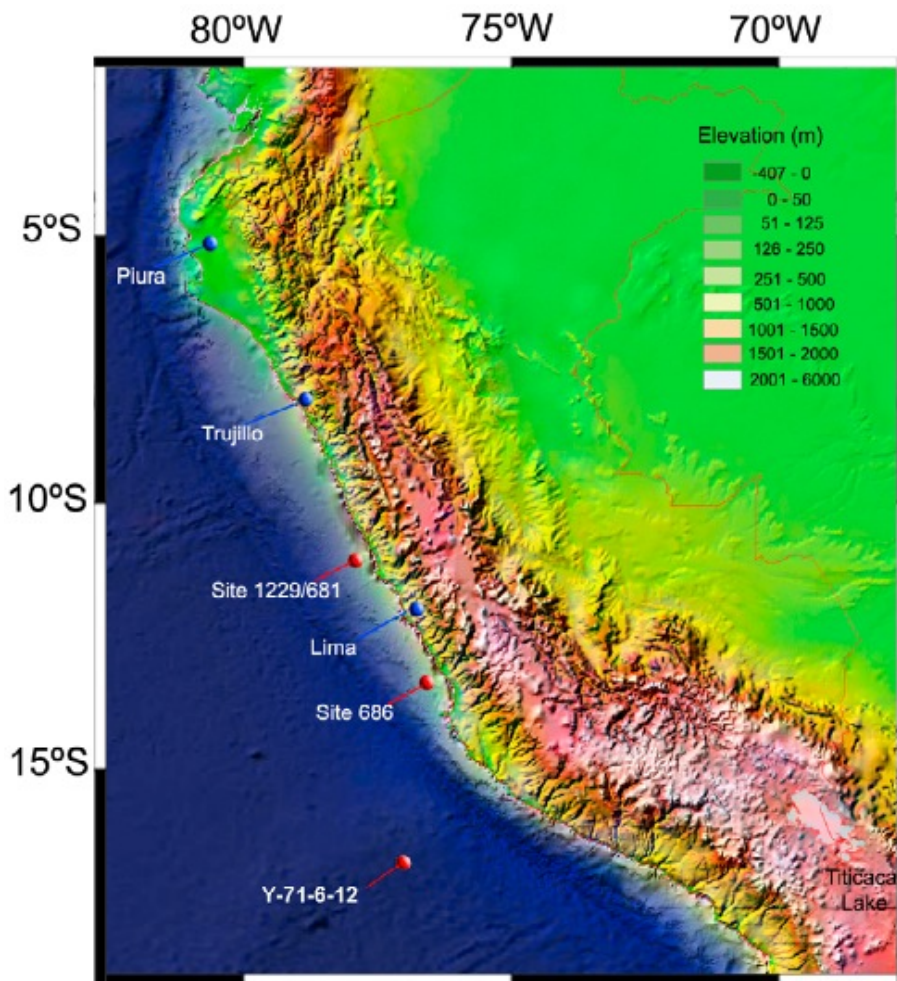 80ºW 75ºW 70ºW
Elevation (m)
-407 - 0
0 - 50
51 - 125
126 - 250
251 - 500
501 - 1000
1001 - 1500
1501 - 2000
2001 - 6000
5ºS
Piura
Trujillo
10ºS
Site 1229/681
Lima
Site 686
15ºS
Y-71-6-12
Titicaca
Lake